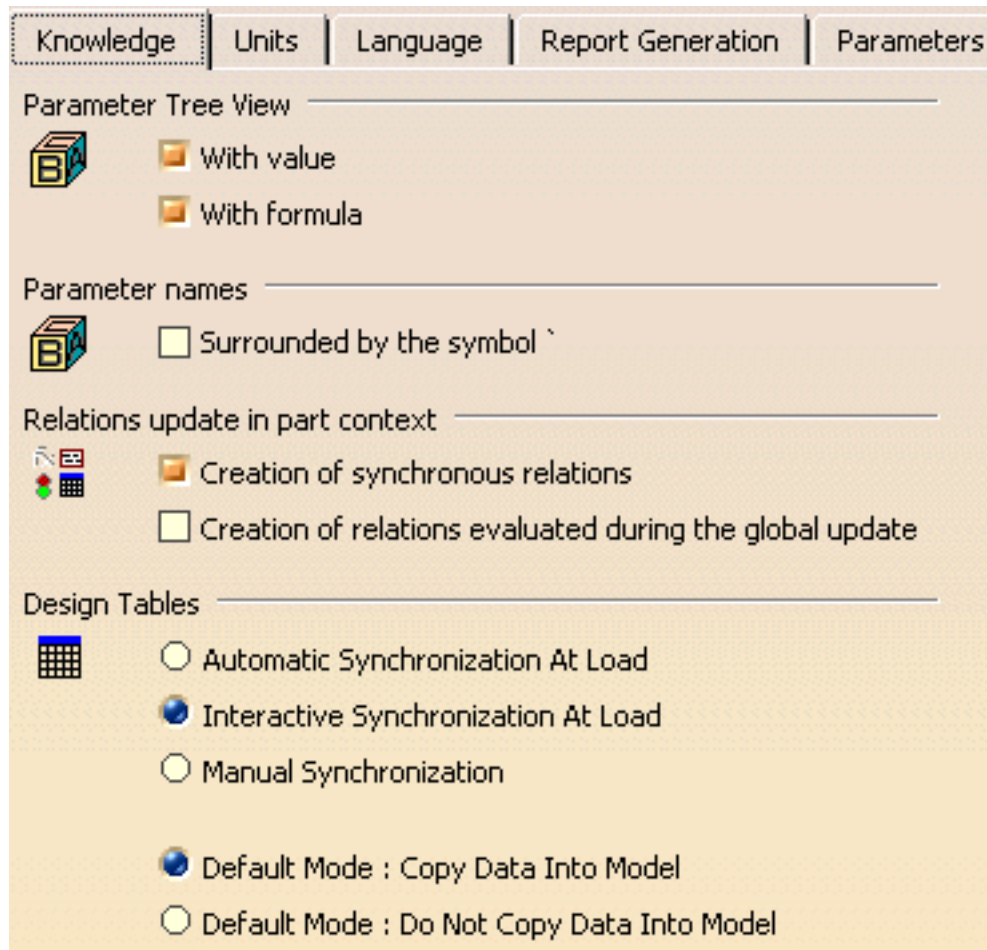 Knowledge Units Language Report Generation Parameters
Parameter Tree View
With value
With formula
Parameter names
Surrounded by the symbol `
Relations update in part context
Creation of synchronous relations
Creation of relations evaluated during the global update
Design Tables
Automatic Synchronization At Load
Interactive Synchronization At Load
Manual Synchronization
Default Mode : Copy Data Into Model
Default Mode : Do Not Copy Data Into Model